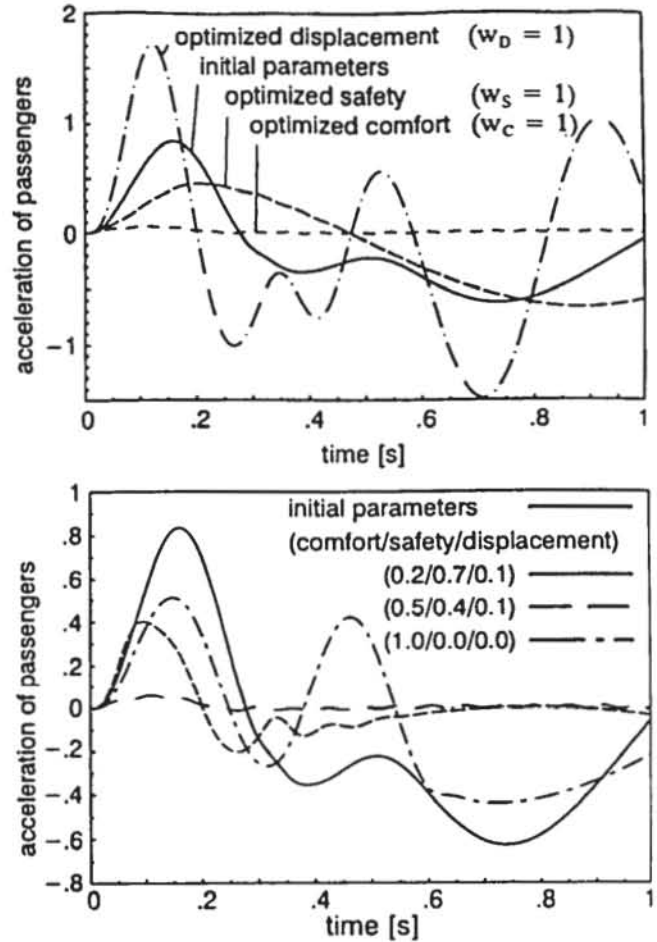 optimized displacement (w_D = 1)
initial parameters
optimized safety (w_S = 1)
optimized comfort (w_C = 1)
acceleration of passengers
2
1
0
−1
0 .2 .4 .6 .8 1
time [s]
initial parameters
(comfort/safety/displacement)
(0.2/0.7/0.1)
(0.5/0.4/0.1)
(1.0/0.0/0.0)
acceleration of passengers
1
.8
.6
.4
.2
0
−.2
−.4
−.6
−.8
0 .2 .4 .6 .8 1
time [s]